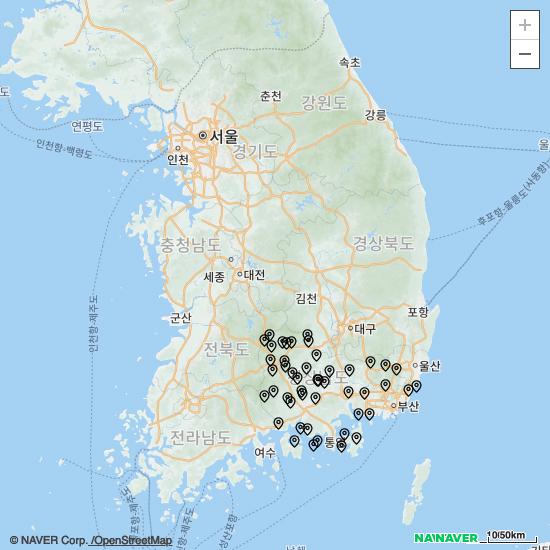 속초
춘천
강원도
강릉
도
연평도
서울
인천
경기도
울
인천항-백령도
후포항-울릉도(사동항)
충청남도
경상북도
세종
대전
김천
인천항-제주도
군산
포항
대구
전북도
울산
부산
전라남도
여수
통영
+
−
© NAVER Corp. /OpenStreetMap
NAVER
10/50km